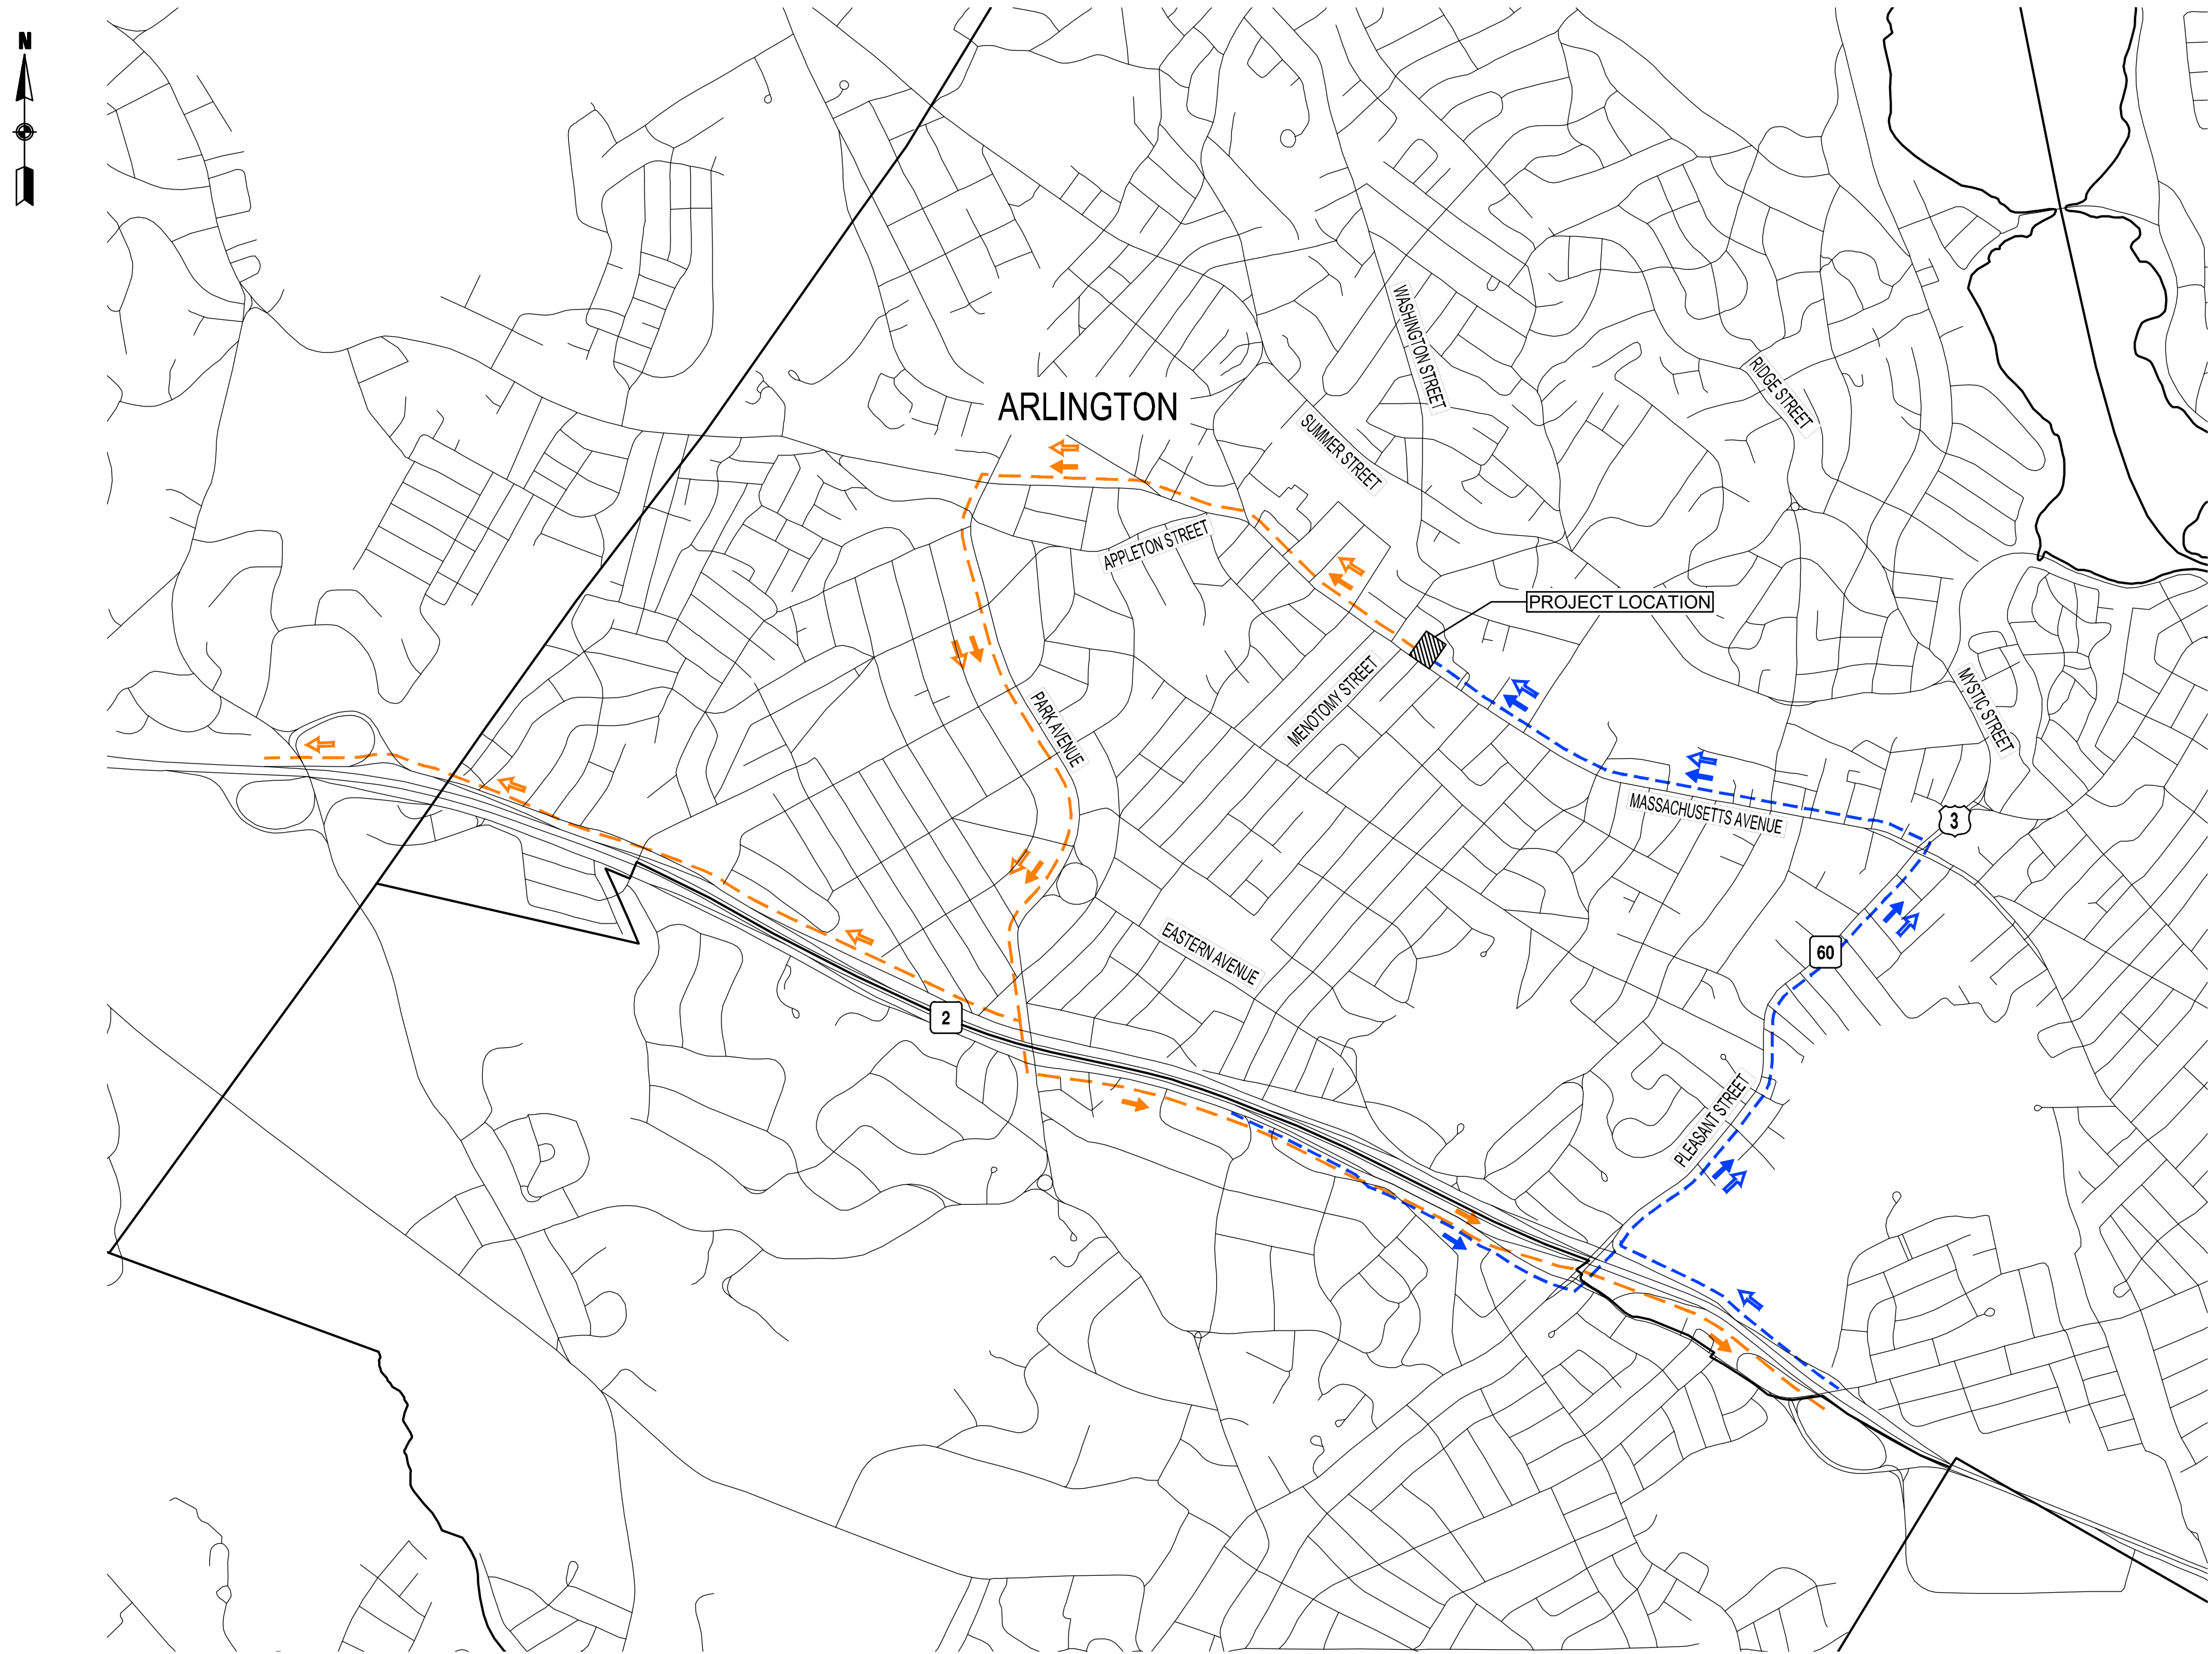 N
ARLINGTON
WASHINGTON STREET
RIDGE STREET
SUMMER STREET
APPLETON STREET
PROJECT LOCATION
MENOTOMY STREET
MYSTIC STREET
PARK AVENUE
MASSACHUSETTS AVENUE
3
EASTERN AVENUE
60
2
PLEASANT STREET